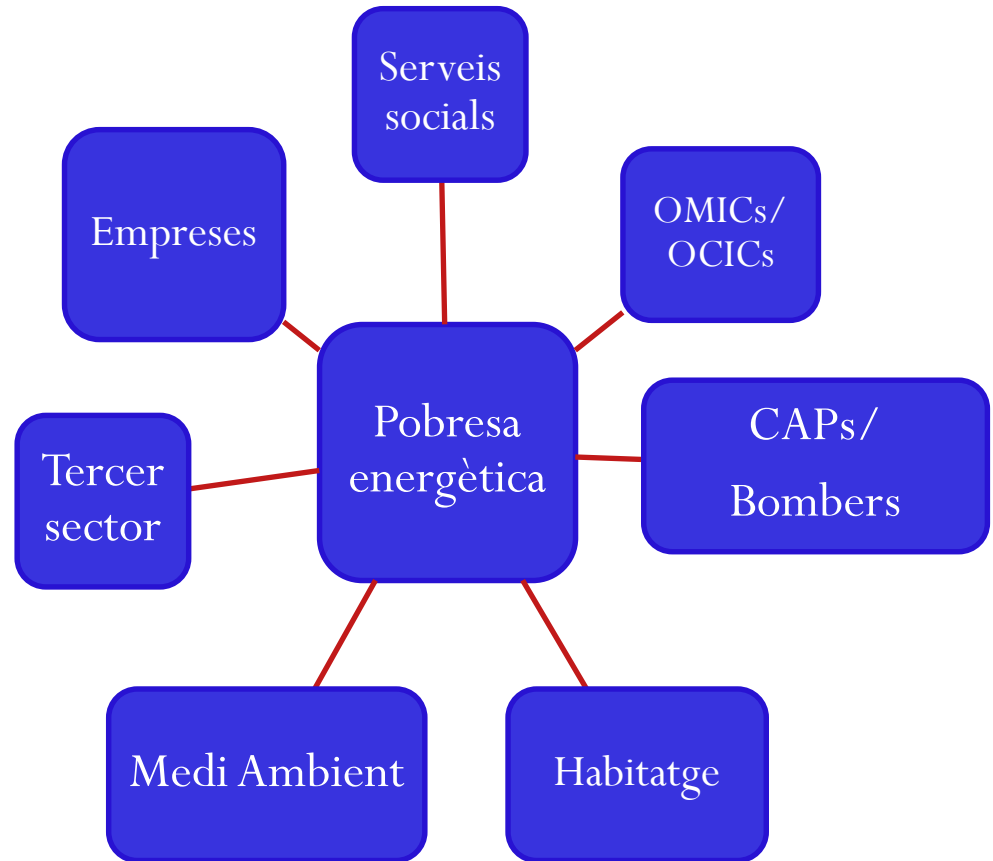 Serveis
socials
Empreses
OMICs/
OCICs
Pobresa
energètica
CAPs/
Bombers
Tercer
sector
Medi Ambient
Habitatge